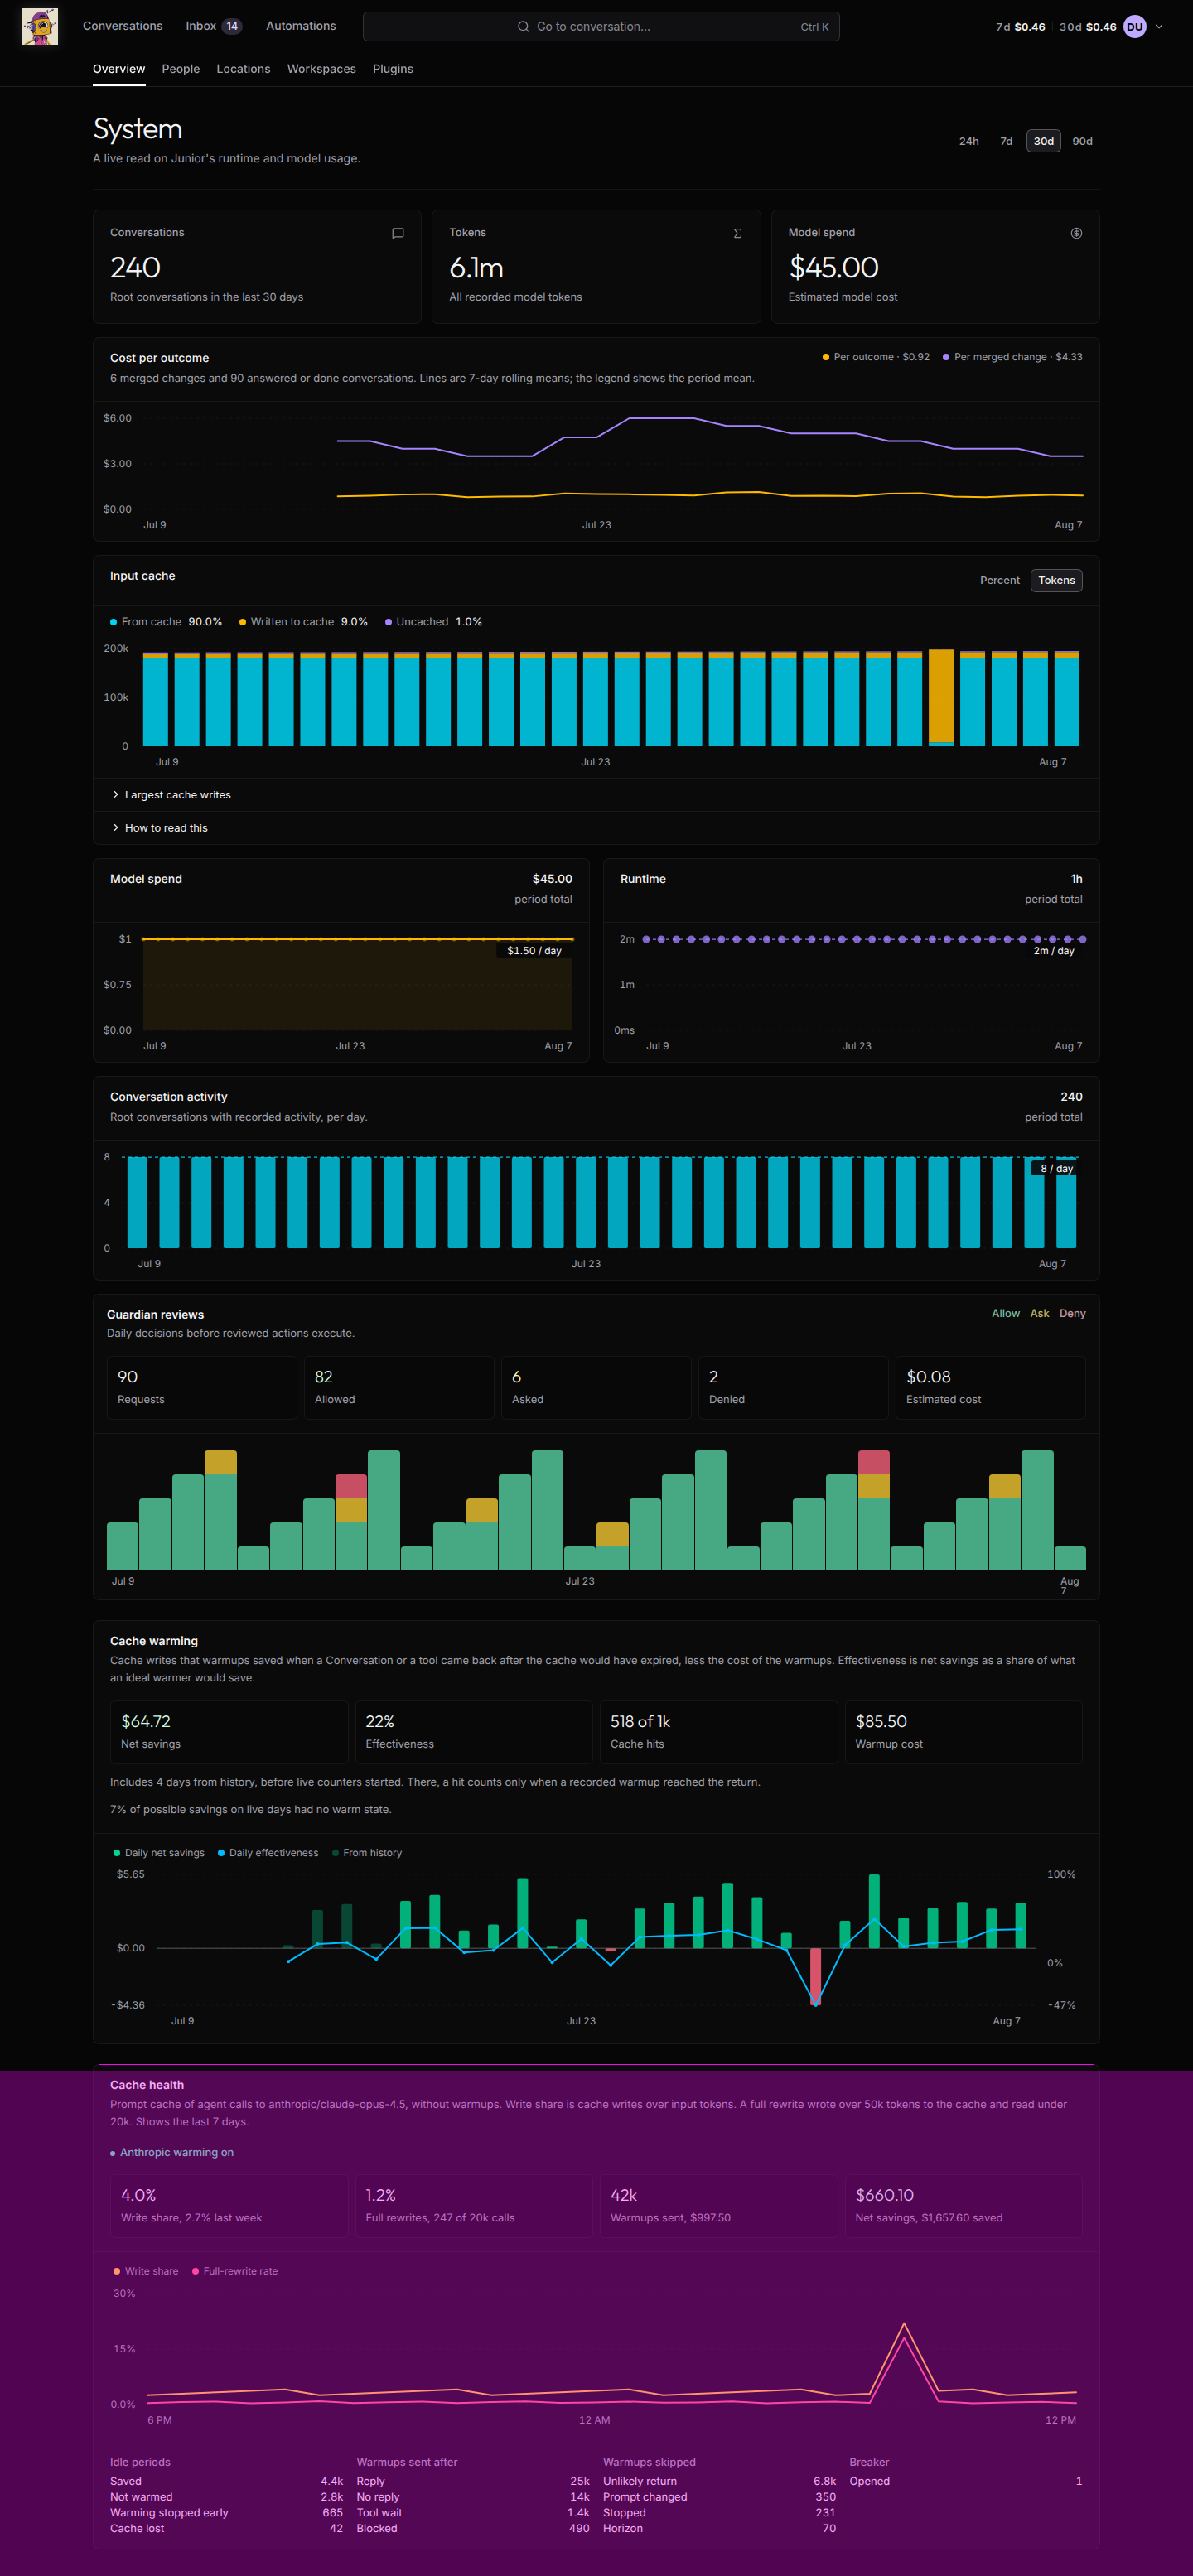 Conversations
Inbox 14
Automations
Go to conversation...
Ctrl K
7d $0.46
30d $0.46
DU
Overview
People
Locations
Workspaces
Plugins
System
A live read on Junior's runtime and model usage.
24h
7d
30d
90d
Conversations
240
Root conversations in the last 30 days
Tokens
6.1m
All recorded model tokens
Model spend
$45.00
Estimated model cost
Cost per outcome
Per outcome · $0.92
Per merged change · $4.33
6 merged changes and 90 answered or done conversations. Lines are 7-day rolling means; the legend shows the period mean.
$6.00
$3.00
$0.00
Jul 9
Jul 23
Aug 7
Input cache
Percent
Tokens
From cache 90.0%
Written to cache 9.0%
Uncached 1.0%
200k
100k
0
Jul 9
Jul 23
Aug 7
Largest cache writes
How to read this
Model spend
$45.00
period total
$1
$1.50 / day
$0.75
$0.00
Jul 9
Jul 23
Aug 7
Runtime
1h
period total
2m
2m / day
1m
0ms
Jul 9
Jul 23
Aug 7
Conversation activity
240
Root conversations with recorded activity, per day.
period total
8
8 / day
4
0
Jul 9
Jul 23
Aug 7
Guardian reviews
Allow
Ask
Deny
Daily decisions before reviewed actions execute.
90
Requests
82
Allowed
6
Asked
2
Denied
$0.08
Estimated cost
Jul 9
Jul 23
Aug
7
Cache warming
Cache writes that warmups saved when a Conversation or a tool came back after the cache would have expired, less the cost of the warmups. Effectiveness is net savings as a share of what
an ideal warmer would save.
$64.72
Net savings
22%
Effectiveness
518 of 1k
Cache hits
$85.50
Warmup cost
Includes 4 days from history, before live counters started. There, a hit counts only when a recorded warmup reached the return.
7% of possible savings on live days had no warm state.
Daily net savings
Daily effectiveness
From history
$5.65
100%
$0.00
0%
-$4.36
-47%
Jul 9
Jul 23
Aug 7
Cache health
Prompt cache of agent calls to anthropic/claude-opus-4.5, without warmups. Write share is cache writes over input tokens. A full rewrite wrote over 50k tokens to the cache and read under
20k. Shows the last 7 days.
Anthropic warming on
4.0%
Write share, 2.7% last week
1.2%
Full rewrites, 247 of 20k calls
42k
Warmups sent, $997.50
$660.10
Net savings, $1,657.60 saved
Write share
Full-rewrite rate
30%
15%
0.0%
6 PM
12 AM
12 PM
Idle periods
Saved 4.4k
Not warmed 2.8k
Warming stopped early 665
Cache lost 42
Warmups sent after
Reply 25k
No reply 14k
Tool wait 1.4k
Blocked 490
Warmups skipped
Unlikely return 6.8k
Prompt changed 350
Stopped 231
Horizon 70
Breaker
Opened 1